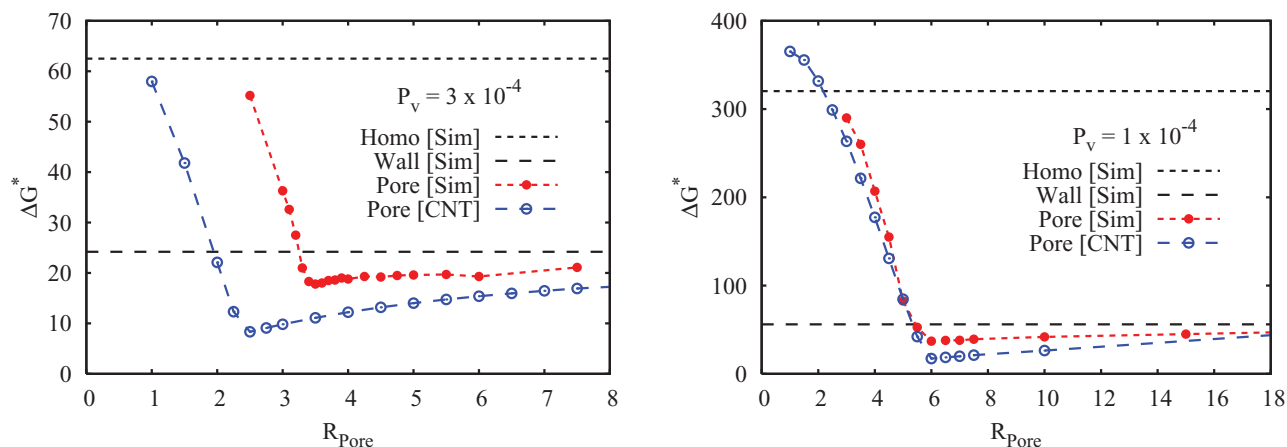 70
60
50
40
30
20
10
0
ΔG*
P_v = 3 x 10^-4
Homo [Sim]
Wall [Sim]
Pore [Sim]
Pore [CNT]
0 1 2 3 4 5 6 7 8
R_Pore
400
300
200
100
0
ΔG*
P_v = 1 x 10^-4
Homo [Sim]
Wall [Sim]
Pore [Sim]
Pore [CNT]
0 2 4 6 8 10 12 14 16 18
R_Pore